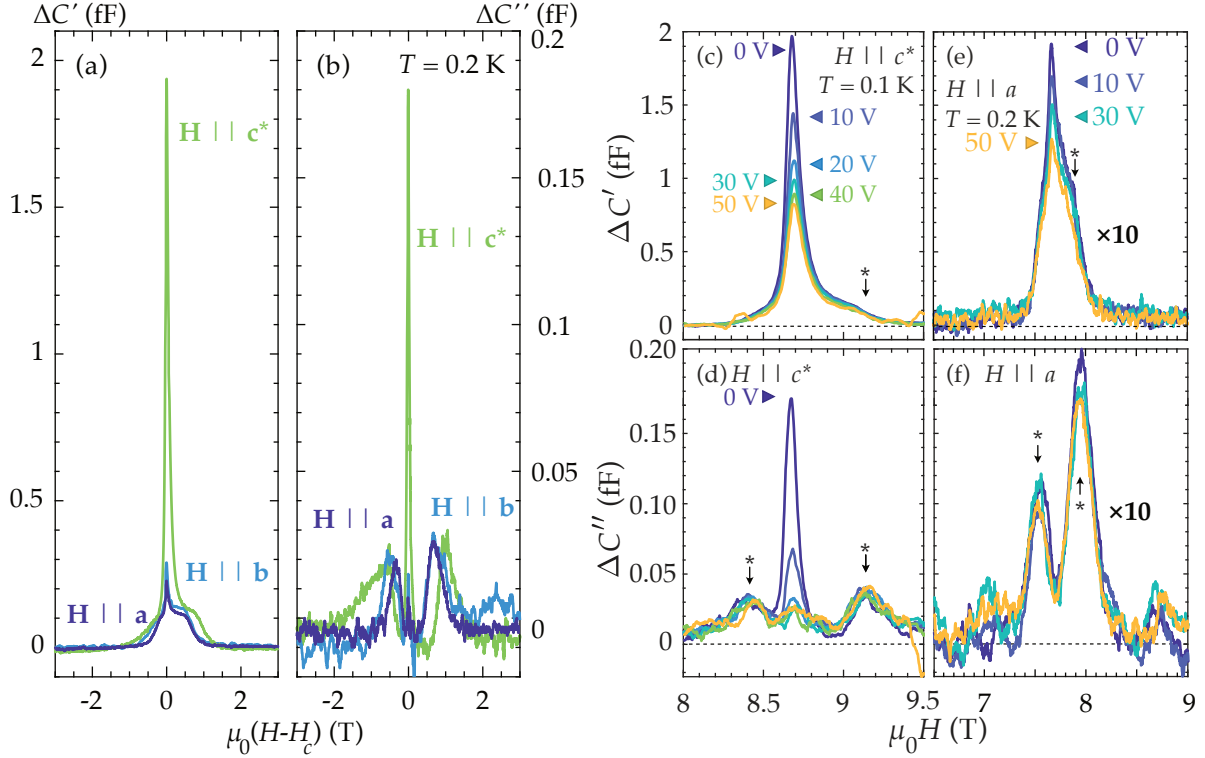 ΔC′ (fF)
(a)
H || c*
H || b
H || a
2
1.5
1
0.5
0
-2
0
2
ΔC′′ (fF)
(b)
T = 0.2 K
H || c*
H || a
H || b
0.2
0.15
0.1
0.05
0
-2
0
2
μ₀(H-H_c) (T)
ΔC′ (fF)
2
1.5
1
0.5
0
(c)
H || c*
T = 0.1 K
0 V
10 V
20 V
30 V
40 V
50 V
*
(e)
H || a
T = 0.2 K
0 V
10 V
30 V
50 V
*
×10
ΔC′′ (fF)
0.20
0.15
0.10
0.05
0
(d)
H || c*
0 V
*
*
8
8.5
9
9.5
(f)
H || a
*
*
×10
7
8
9
μ₀H (T)